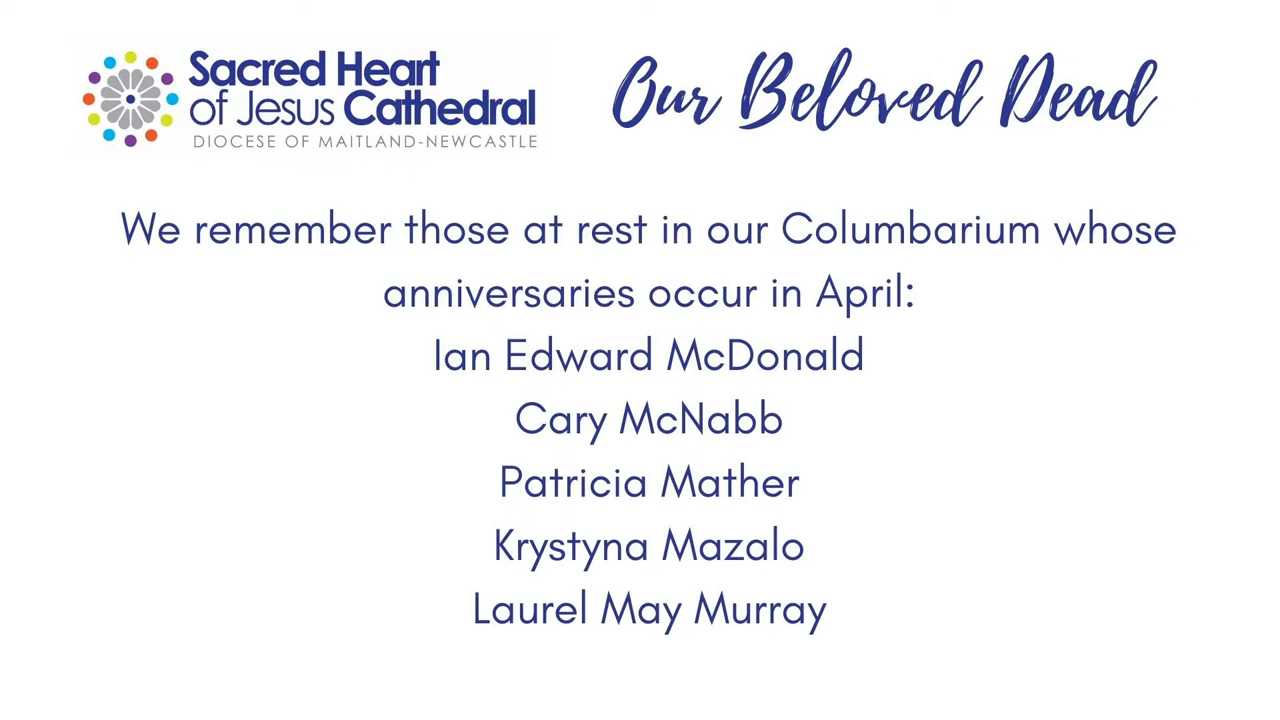 Sacred Heart
of Jesus Cathedral
DIOCESE OF MAITLAND-NEWCASTLE
Our Beloved Dead
We remember those at rest in our Columbarium whose
anniversaries occur in April:
Ian Edward McDonald
Cary McNabb
Patricia Mather
Krystyna Mazalo
Laurel May Murray